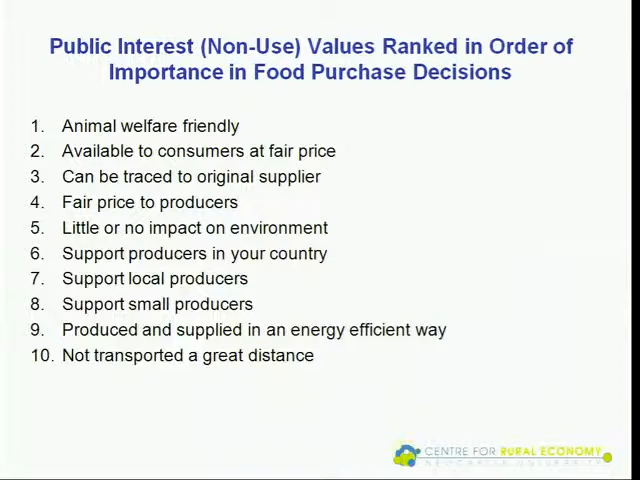 Public Interest (Non-Use) Values Ranked in Order of
Importance in Food Purchase Decisions
1. Animal welfare friendly
2. Available to consumers at fair price
3. Can be traced to original supplier
4. Fair price to producers
5. Little or no impact on environment
6. Support producers in your country
7. Support local producers
8. Support small producers
9. Produced and supplied in an energy efficient way
10. Not transported a great distance
CENTRE FOR RURAL ECONOMY
NEWCASTLE UNIVERSITY